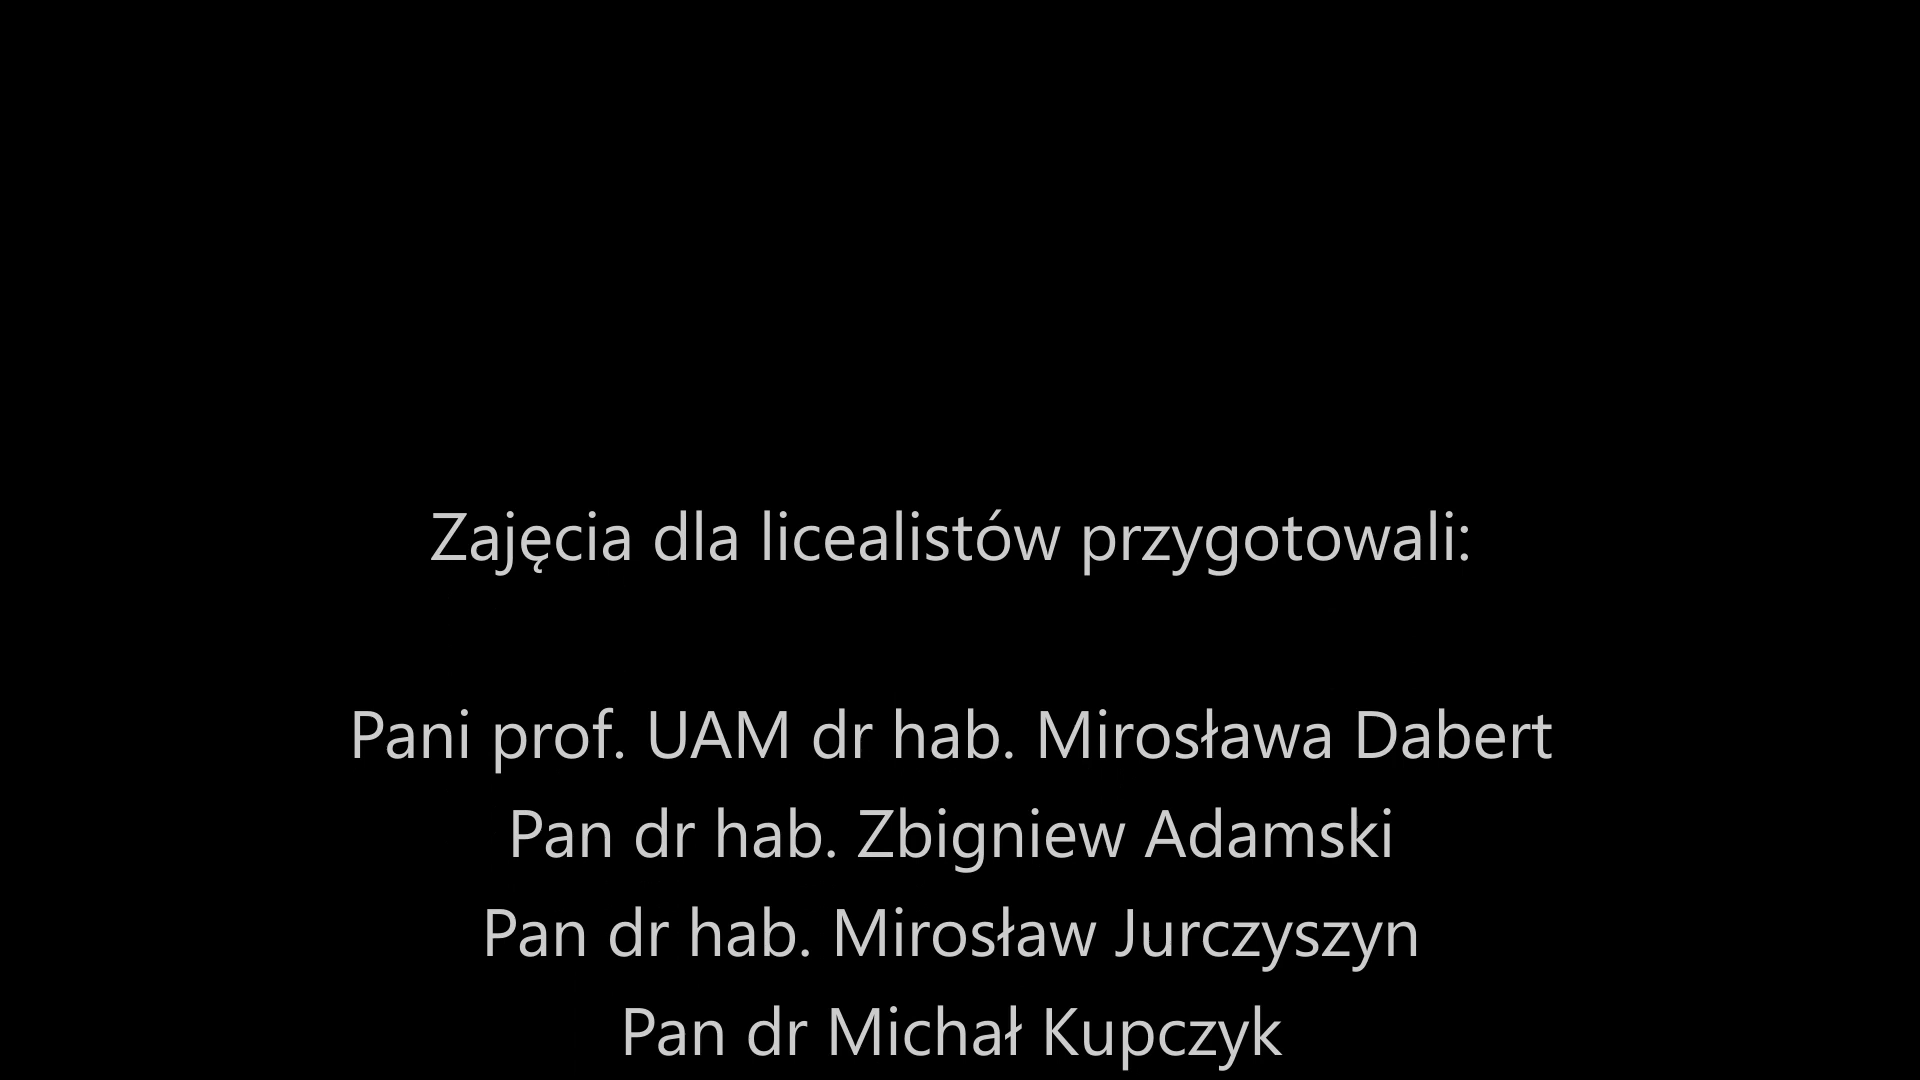 Zajęcia dla licealistów przygotowali:
Pani prof. UAM dr hab. Mirosława Dabert
Pan dr hab. Zbigniew Adamski
Pan dr hab. Mirosław Jurczyszyn
Pan dr Michał Kupczyk